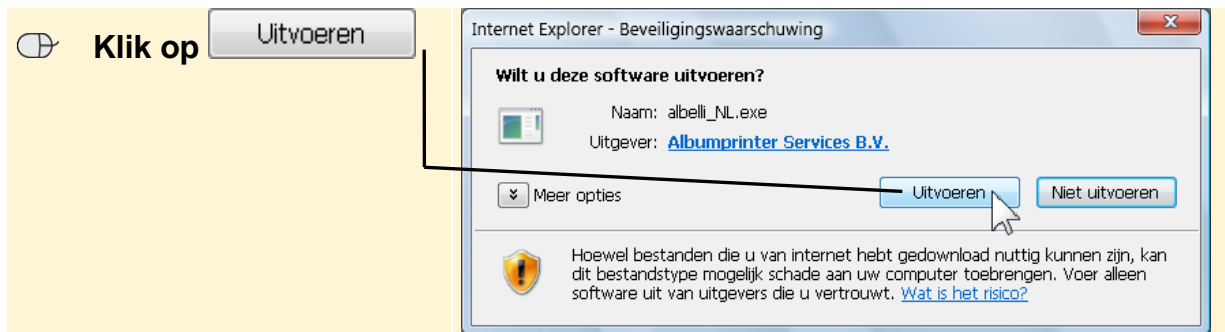 Klik op Uitvoeren
Internet Explorer - Beveiligingswaarschuwing
Wilt u deze software uitvoeren?
Naam: albelli_NL.exe
Uitgever: Albumprinter Services B.V.
Meer opties
Uitvoeren
Niet uitvoeren
Hoewel bestanden die u van internet hebt gedownload nuttig kunnen zijn, kan
dit bestandstype mogelijk schade aan uw computer toebrengen. Voer alleen
software uit van uitgevers die u vertrouwt. Wat is het risico?